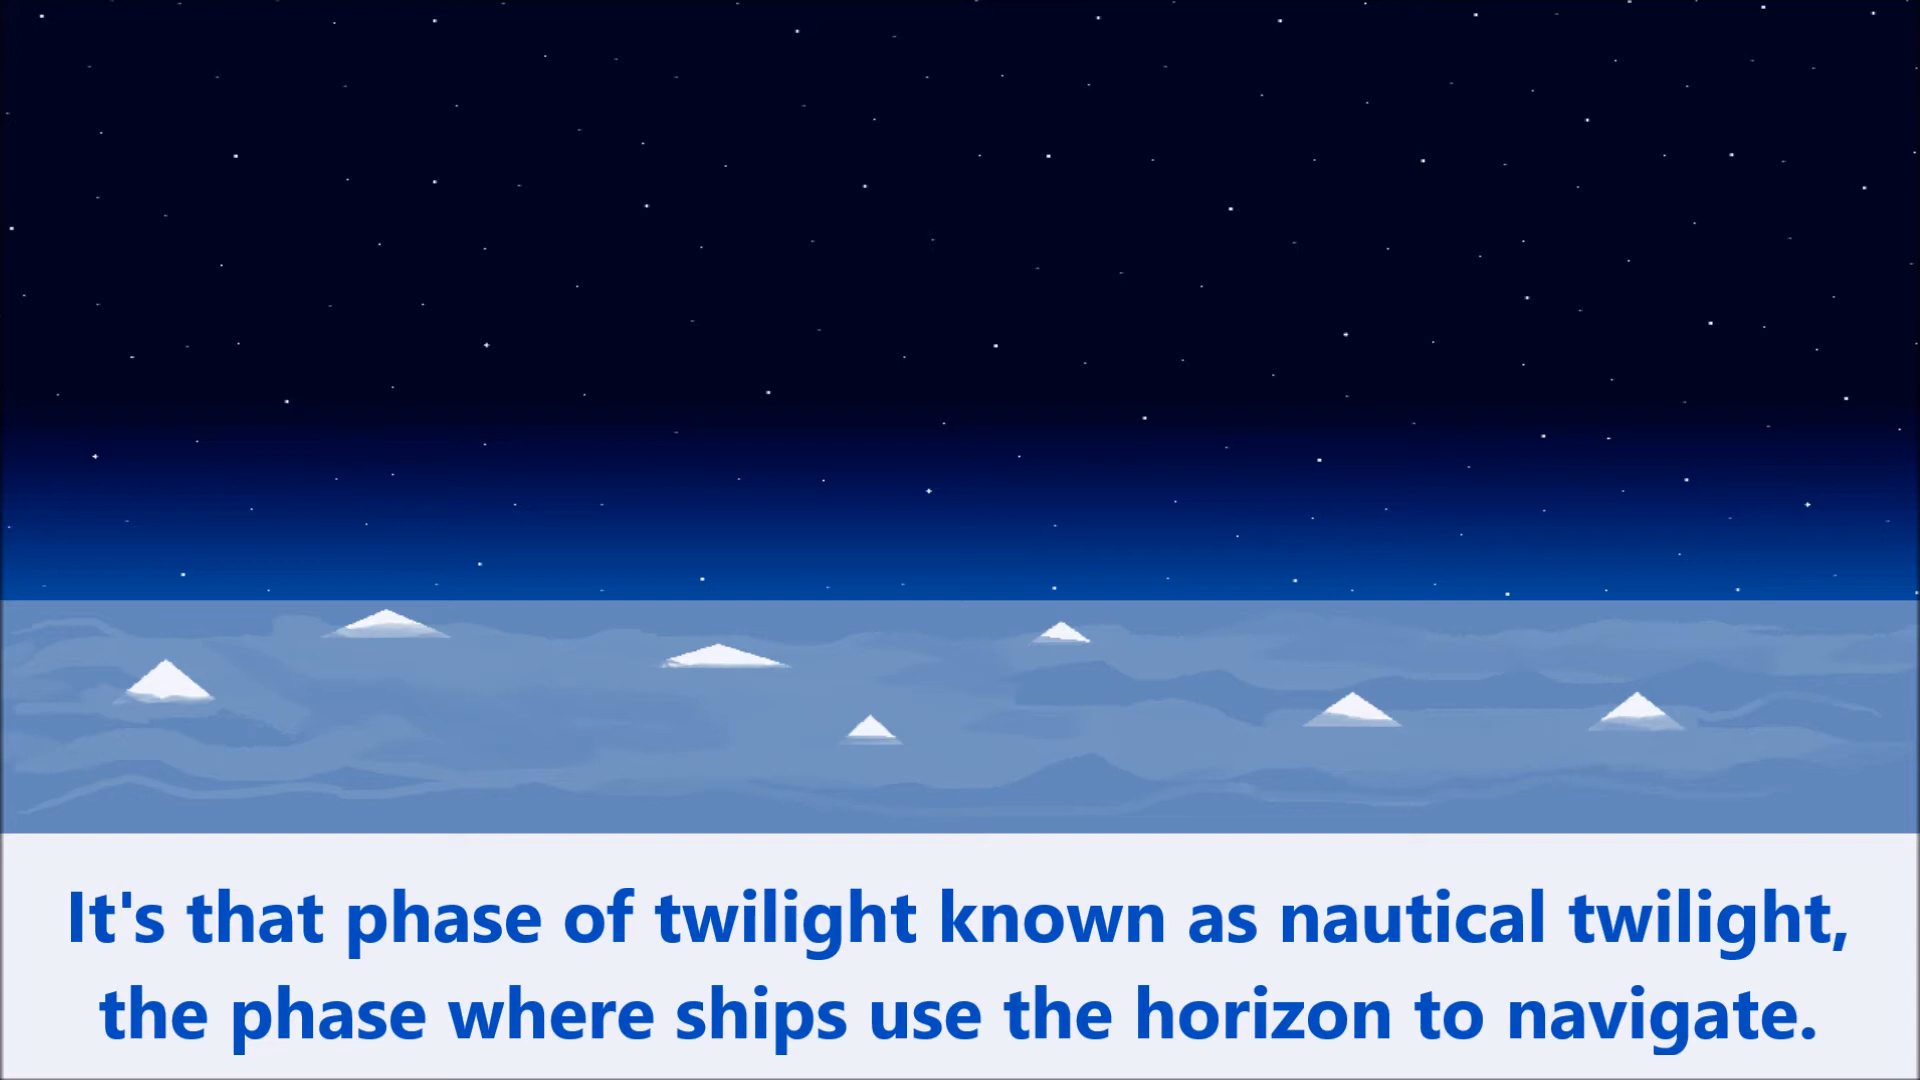 It's that phase of twilight known as nautical twilight,
the phase where ships use the horizon to navigate.